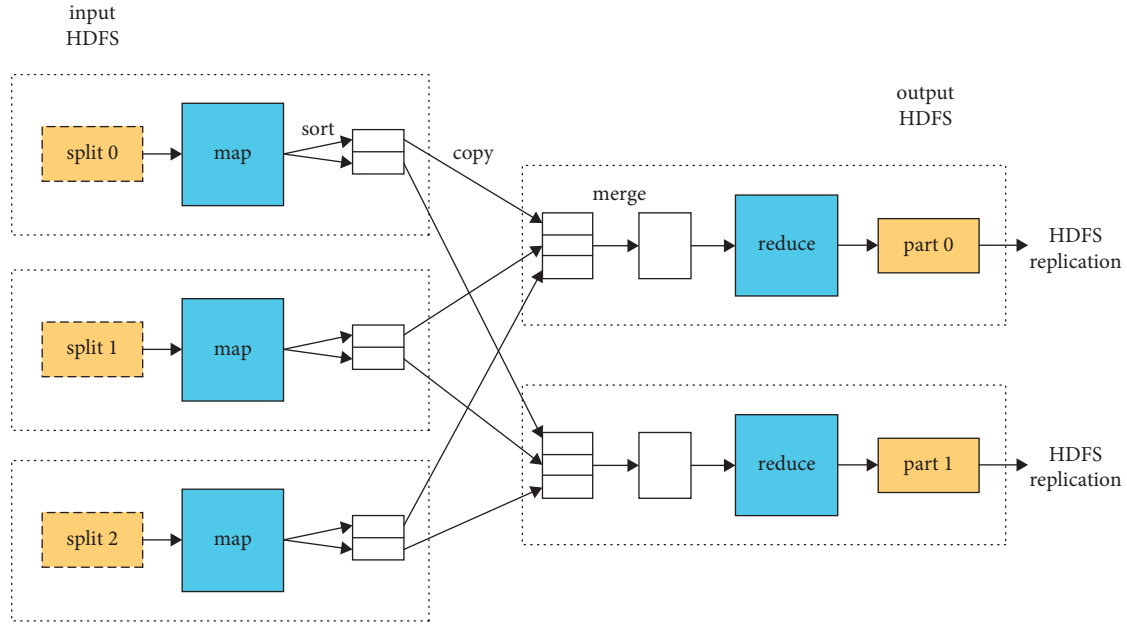 input
HDFS
split 0
map
sort
copy
split 1
map
split 2
map
output
HDFS
merge
reduce
part 0
HDFS
replication
reduce
part 1
HDFS
replication